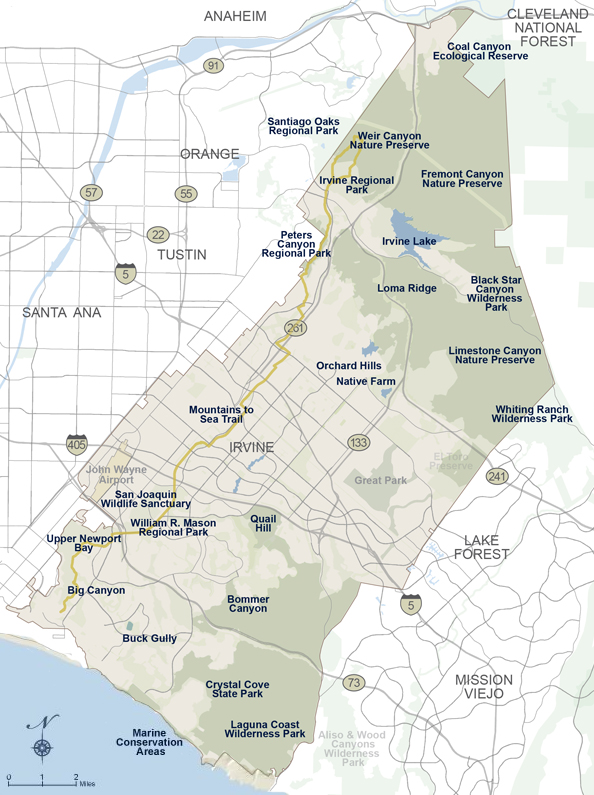 ANAHEIM
CLEVELAND
NATIONAL
FOREST
Coal Canyon
Ecological Reserve
91
Santiago Oaks
Regional Park
Weir Canyon
Nature Preserve
ORANGE
Irvine Regional
Park
Fremont Canyon
Nature Preserve
57
55
22
Peters
Canyon
Regional Park
Irvine Lake
TUSTIN
5
Loma Ridge
Black Star
Canyon
Wilderness
Park
SANTA ANA
261
Limestone Canyon
Nature Preserve
Orchard Hills
Native Farm
Mountains to
Sea Trail
Whiting Ranch
Wilderness Park
405
IRVINE
133
El Toro
Preserve
John Wayne
Airport
Great Park
241
San Joaquin
Wildlife Sanctuary
William R. Mason
Regional Park
Quail
Hill
Upper Newport
Bay
LAKE
FOREST
Big Canyon
Bommer
Canyon
5
Buck Gully
73
MISSION
VIEJO
Crystal Cove
State Park
Laguna Coast
Wilderness Park
Marine
Conservation
Areas
Aliso & Wood
Canyons
Wilderness
Park
N
0 1 2
Miles